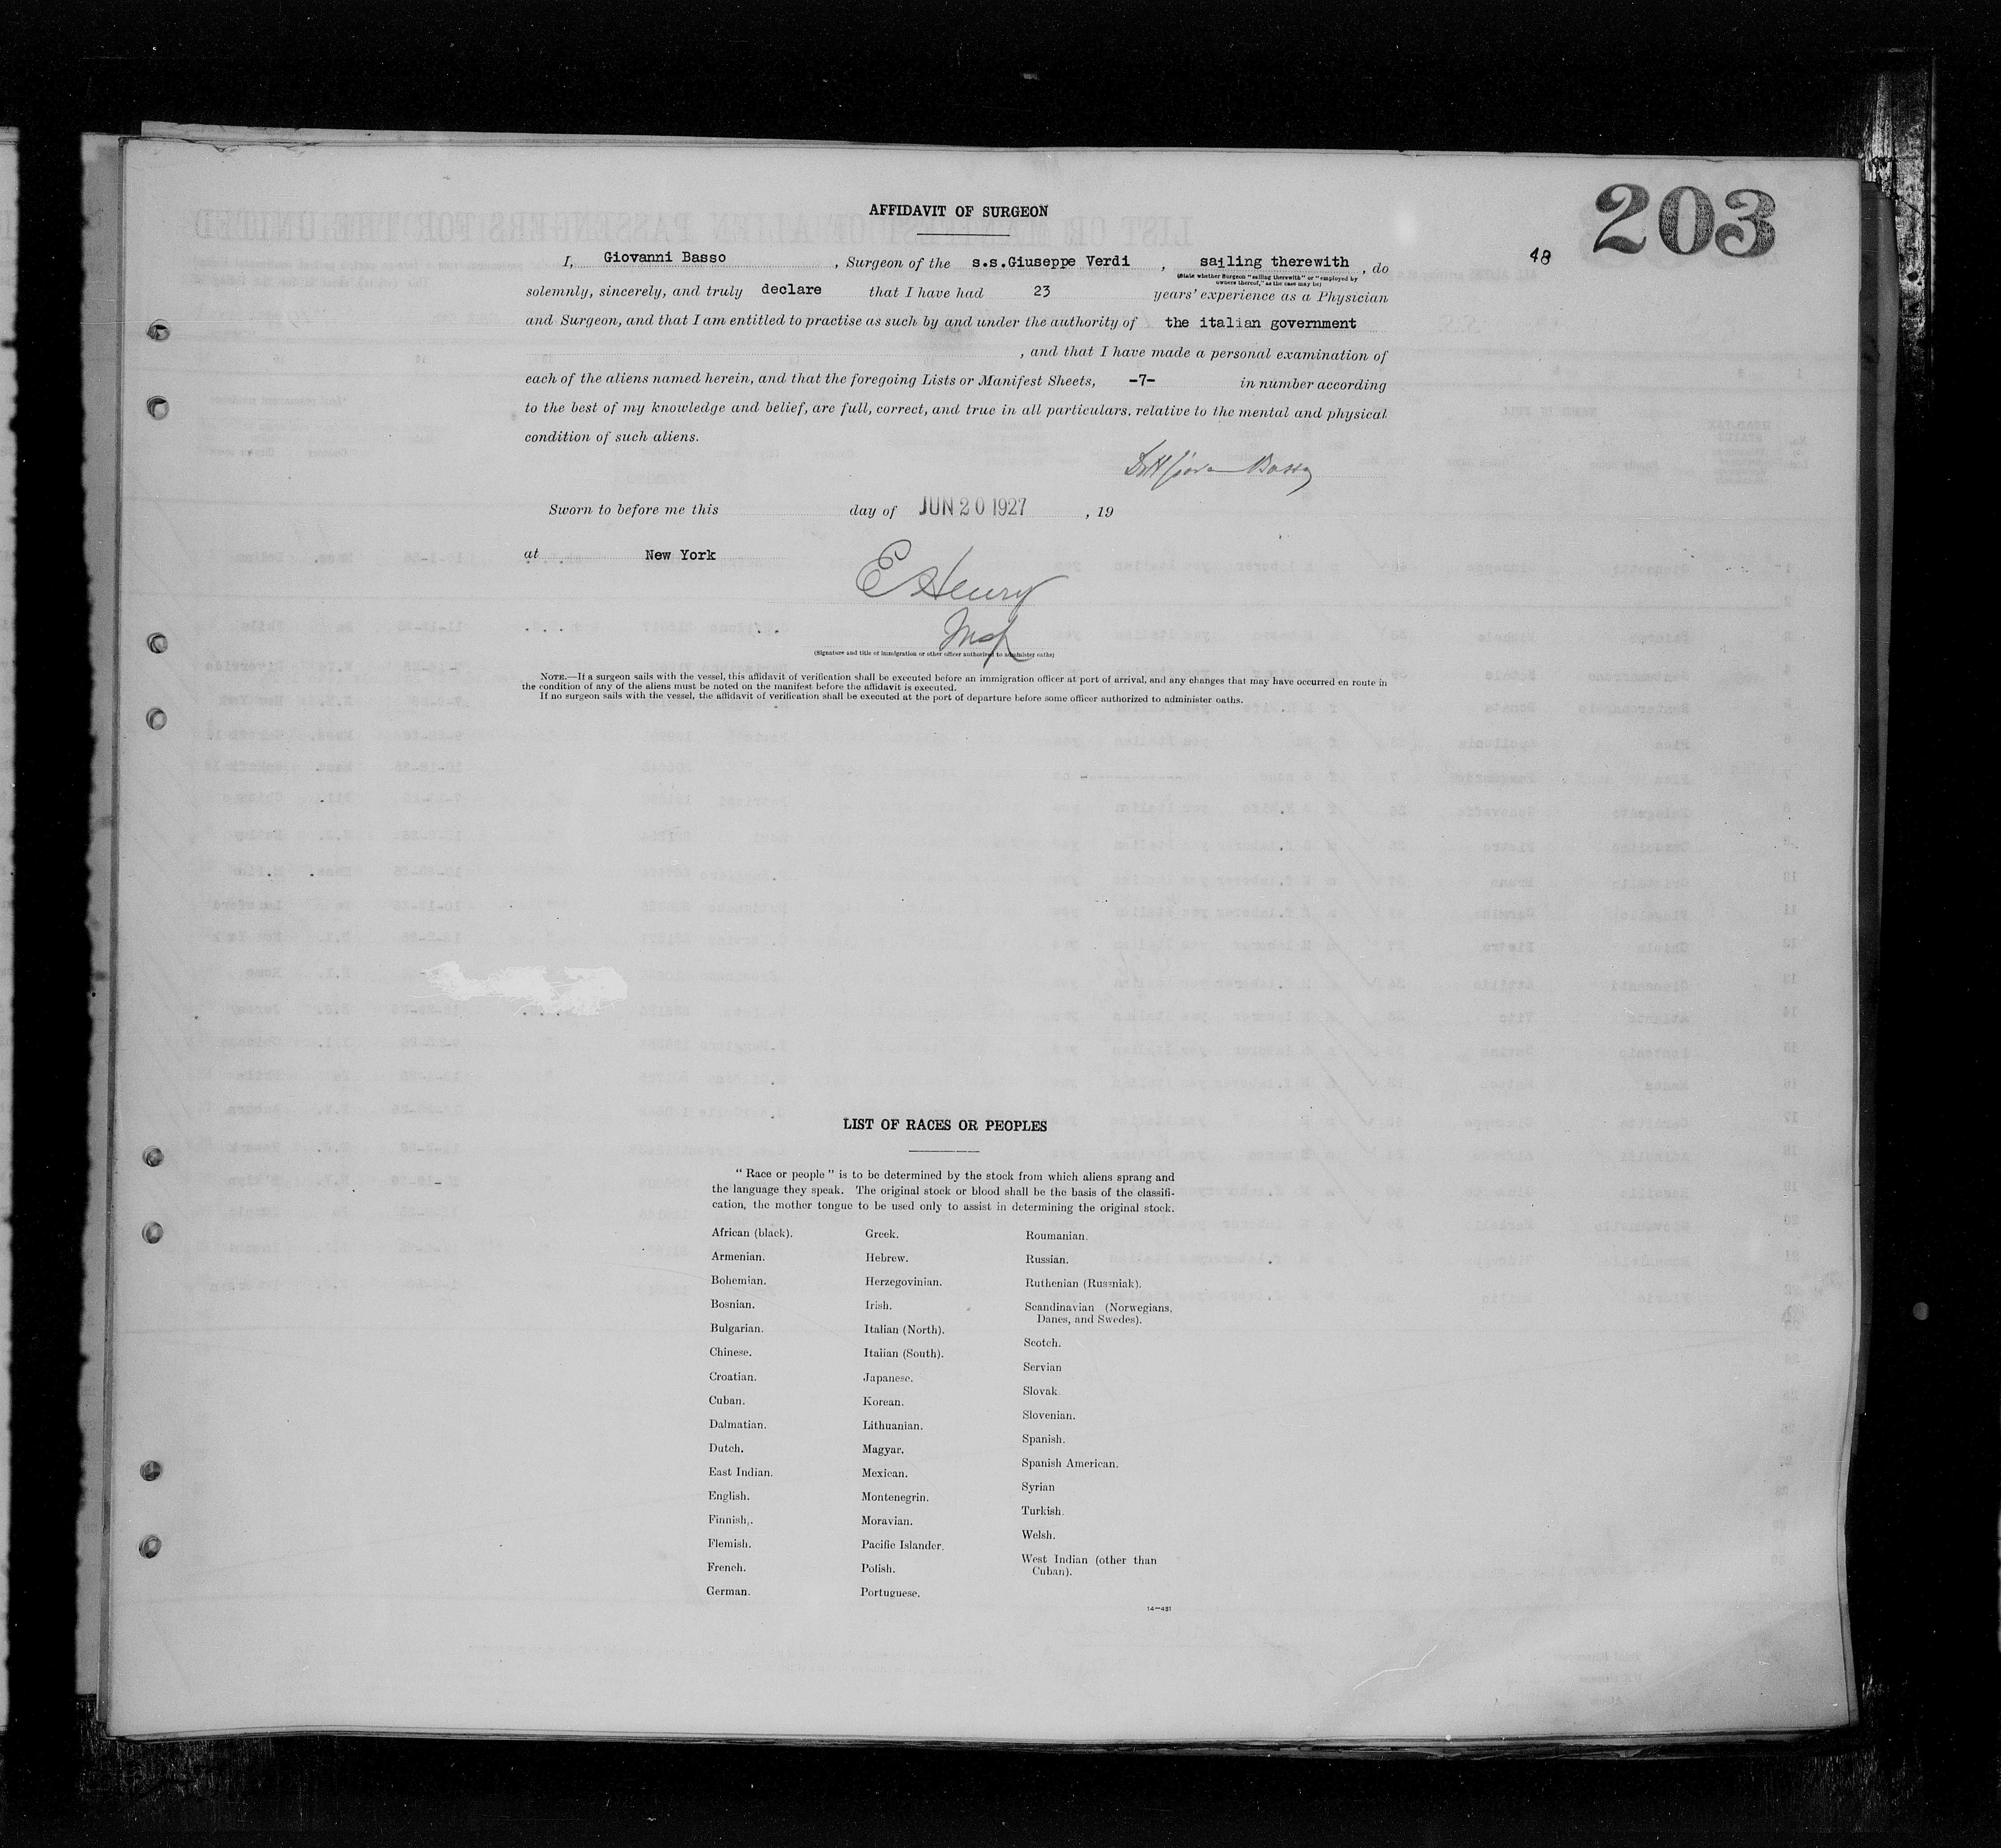 203
48
AFFIDAVIT OF SURGEON
I, Giovanni Basso, Surgeon of the s.s.Giuseppe Verdi, sailing therewith, do
(State whether Surgeon "sailing therewith" or "employed by
owners thereof," as the case may be)
solemnly, sincerely, and truly declare that I have had 23 years' experience as a Physician
and Surgeon, and that I am entitled to practise as such by and under the authority of the italian government
, and that I have made a personal examination of
each of the aliens named herein, and that the foregoing Lists or Manifest Sheets, -7- in number according
to the best of my knowledge and belief, are full, correct, and true in all particulars, relative to the mental and physical
condition of such aliens.
Basso
Sworn to before me this day of JUN 20 1927, 19
at New York
E Henry
Insp
(Signature and title of immigration or other officer authorized to administer oaths)
NOTE.—If a surgeon sails with the vessel, this affidavit of verification shall be executed before an immigration officer at port of arrival, and any changes that may have occurred en route in
the condition of any of the aliens must be noted on the manifest before the affidavit is executed.
If no surgeon sails with the vessel, the affidavit of verification shall be executed at the port of departure before some officer authorized to administer oaths.
LIST OF RACES OR PEOPLES
"Race or people" is to be determined by the stock from which aliens sprang and
the language they speak. The original stock or blood shall be the basis of the classifi-
cation, the mother tongue to be used only to assist in determining the original stock.
African (black).
Armenian.
Bohemian.
Bosnian.
Bulgarian.
Chinese.
Croatian.
Cuban.
Dalmatian.
Dutch.
East Indian.
English.
Finnish.
Flemish.
French.
German.
Greek.
Hebrew.
Herzegovinian.
Irish.
Italian (North).
Italian (South).
Japanese.
Korean.
Lithuanian.
Magyar.
Mexican.
Montenegrin.
Moravian.
Pacific Islander.
Polish.
Portuguese.
Roumanian.
Russian.
Ruthenian (Russniak).
Scandinavian (Norwegians,
Danes, and Swedes).
Scotch.
Servian
Slovak.
Slovenian.
Spanish.
Spanish American.
Syrian
Turkish.
Welsh.
West Indian (other than
Cuban).
14—431